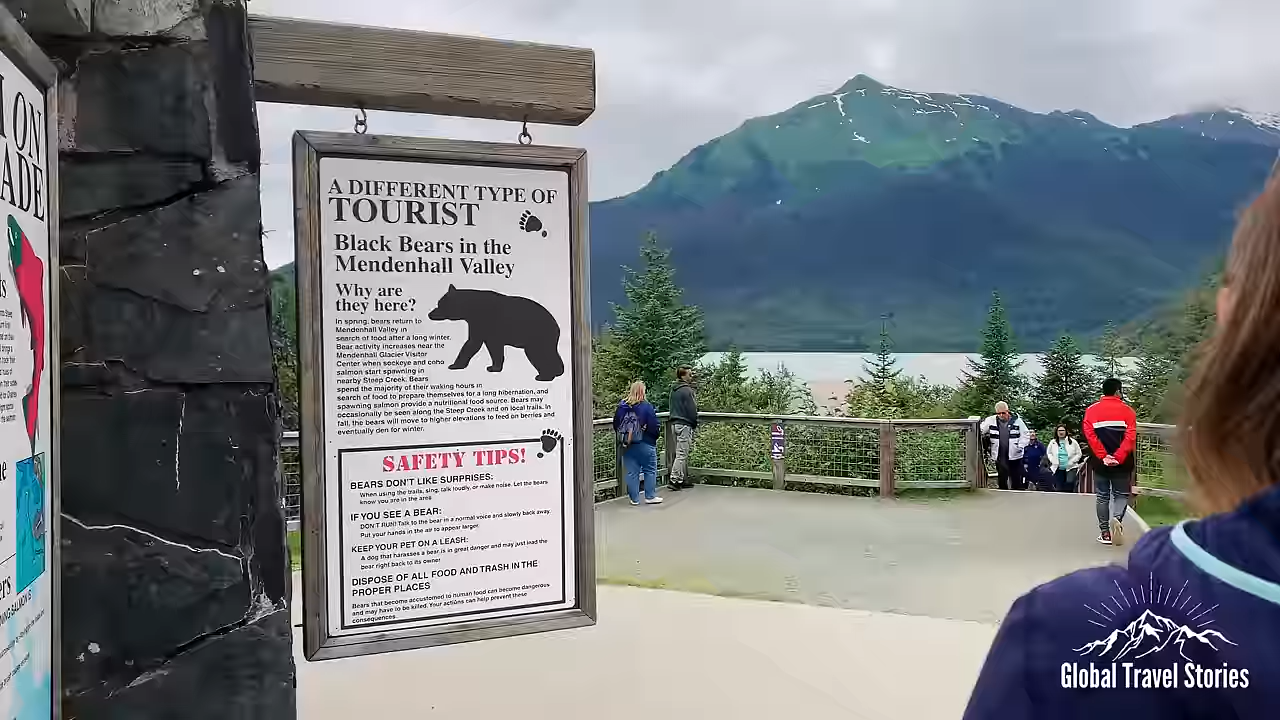 ON
ADE
A DIFFERENT TYPE OF
TOURIST
Black Bears in the
Mendenhall Valley
Why are
they here?
In spring, bears return to
Mendenhall Valley in
search of food after a long winter.
Bear activity increases near the
Mendenhall Glacier Visitor
Center when sockeye and coho
salmon start spawning in
nearby Steep Creek. Bears
spend the majority of their waking hours in
search of food to prepare themselves for a long hibernation, and
spawning salmon provide a nutritional food source. Bears may
occasionally be seen along the Steep Creek and on local trails. In
fall, the bears will move to higher elevations to feed on berries and
eventually den for winter.
SAFETY TIPS!
BEARS DON'T LIKE SURPRISES:
When using the trails, sing, talk loudly, or make noise. Let the bears
know you are in the area
IF YOU SEE A BEAR:
DON'T RUN! Talk to the bear in a normal voice and slowly back away.
Put your hands in the air to appear larger.
KEEP YOUR PET ON A LEASH:
A dog that harasses a bear is in great danger and may just lead the
bear right back to its owner
DISPOSE OF ALL FOOD AND TRASH IN THE
PROPER PLACES
Bears that become accustomed to human food can become dangerous
and may have to be killed. Your actions can help prevent these
consequences.
Global Travel Stories